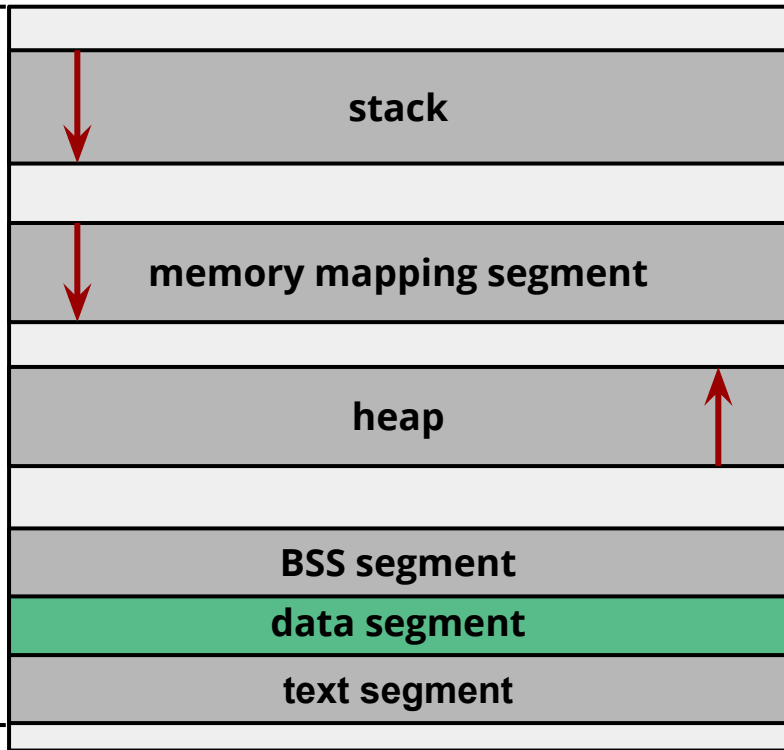 stack
memory mapping segment
heap
BSS segment
data segment
text segment